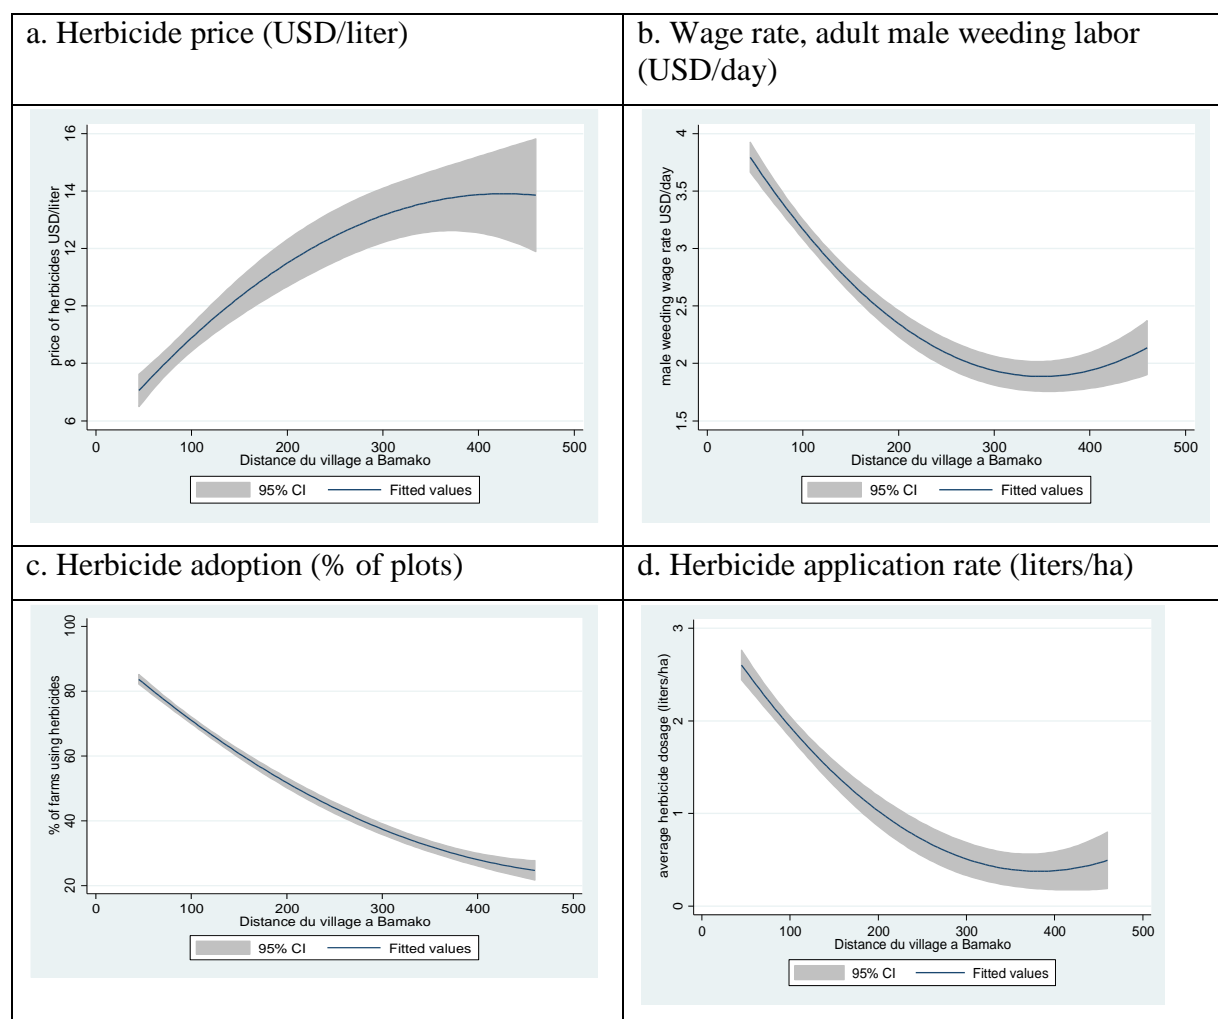 a. Herbicide price (USD/liter)
b. Wage rate, adult male weeding labor
(USD/day)
price of herbicides USD/liter
6 8 10 12 14 16
0 100 200 300 400 500
Distance du village a Bamako
95% CI Fitted values
male weeding wage rate USD/day
1.5 2 2.5 3 3.5 4
0 100 200 300 400 500
Distance du village a Bamako
95% CI Fitted values
c. Herbicide adoption (% of plots)
d. Herbicide application rate (liters/ha)
% of farms using herbicides
20 40 60 80 100
0 100 200 300 400 500
Distance du village a Bamako
95% CI Fitted values
average herbicide dosage (liters/ha)
0 1 2 3
0 100 200 300 400 500
Distance du village a Bamako
95% CI Fitted values